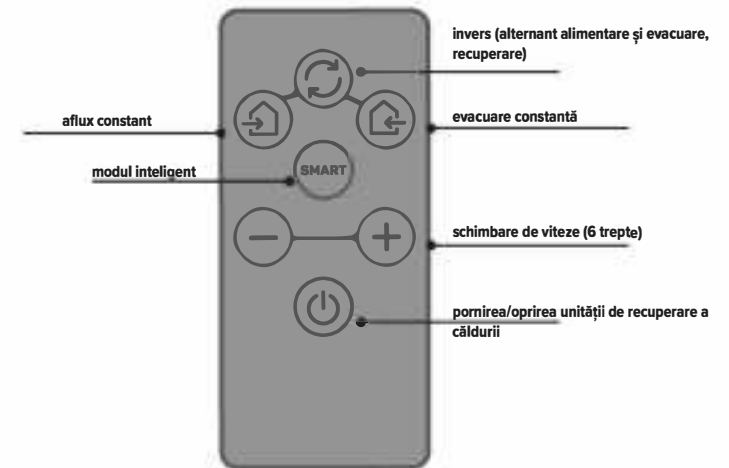 invers (alternant alimentare și evacuare,
recuperare)
aflux constant
evacuare constantă
modul inteligent
SMART
schimbare de viteze (6 trepte)
pornirea/oprirea unității de recuperare a
căldurii